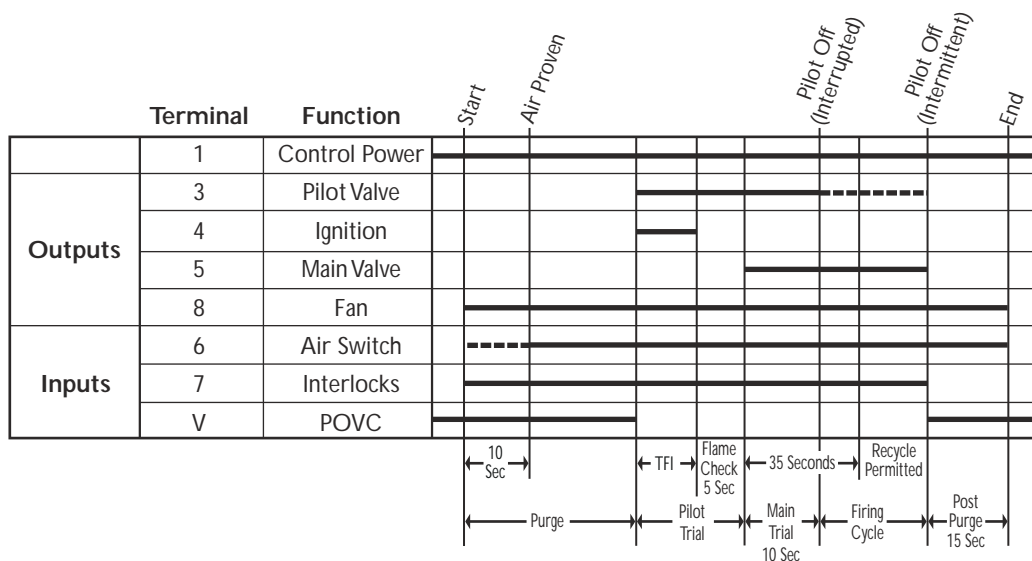 Start
Air Proven
Pilot Off
(Interrupted)
Pilot Off
(Intermittent)
End
Terminal Function
1 Control Power
Outputs
3 Pilot Valve
4 Ignition
5 Main Valve
8 Fan
Inputs
6 Air Switch
7 Interlocks
V POVC
10
Sec
TFI
Flame
Check
5 Sec
35 Seconds
Recycle
Permitted
Purge
Pilot
Trial
Main
Trial
10 Sec
Firing
Cycle
Post
Purge
15 Sec